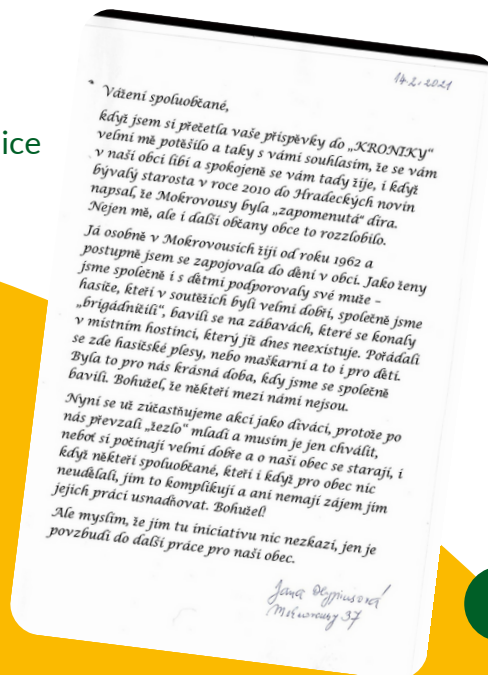 ice
14.2.2021
Vážení spoluobčané,
když jsem si přečetla vaše příspěvky do „KRONIKY“
velmi mě potěšilo a taky s vámi souhlasím, že se vám
v naší obci líbí a spokojeně se vám tady žije, i když
bývalý starosta v roce 2010 do Hradeckých novin
napsal, že Mokrovousy byla „zapomenutá“ díra.
Nejen mě, ale i další občany obce to rozzlobilo.
Já osobně v Mokrovousích žiji od roku 1962 a
postupně jsem se zapojovala do dění v obci. Jako ženy
jsme společně i s dětmi podporovaly své muže –
hasiče, kteří v soutěžích byli velmi dobří, společně jsme
„brigádničili“, bavili se na zábavách, které se konaly
v místním hostinci, který již dnes neexistuje. Pořádali
se zde hasičské plesy, nebo maškarní a to i pro děti.
Byla to pro nás krásná doba, kdy jsme se společně
bavili. Bohužel, že někteří mezi námi nejsou.
Nyní se už zúčastňujeme akcí jako diváci, protože po
nás převzali „žezlo“ mladí a musím je jen chválit,
neboť si počínají velmi dobře a o naši obec se starají, i
když někteří spoluobčané, kteří i když pro obec nic
neudělali, jim to komplikují a ani nemají zájem jim
jejich práci usnadňovat. Bohužel!
Ale myslím, že jim tu iniciativu nic nezkazí, jen je
povzbudí do další práce pro naši obec.
Jana
Mokrovousy 37